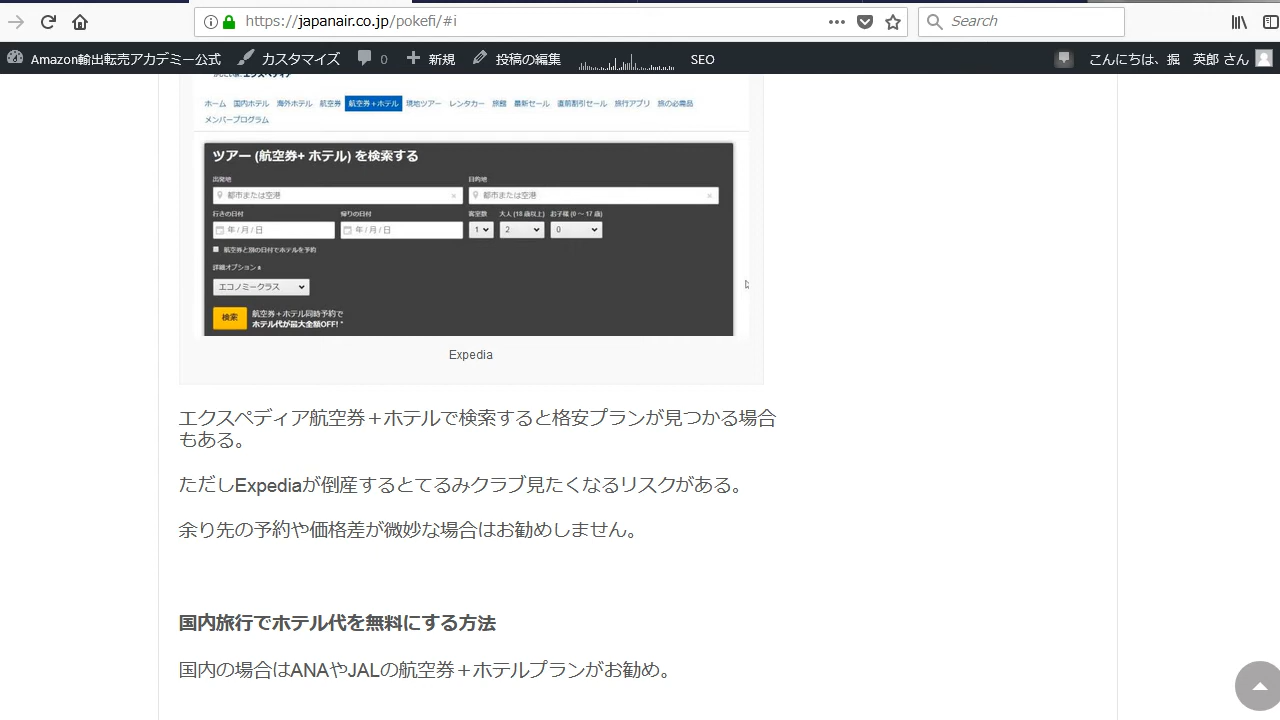 https://japanair.co.jp/pokefi/#i
Search
Amazon輸出転売アカデミー公式 カスタマイズ 0 新規 投稿の編集 SEO こんにちは、掘 英郎 さん
ホーム 国内ホテル 海外ホテル 航空券 航空券+ホテル 現地ツアー レンタカー 旅館 最新セール 直前割引セール 旅行アプリ 旅の必需品
メンバープログラム
ツアー (航空券+ ホテル) を検索する
出発地 目的地
都市または空港 × 都市または空港 ×
行きの日付 帰りの日付 客室数 大人 (18 歳以上) お子様 (0 ～ 17 歳)
年 / 月 / 日 年 / 月 / 日 1 2 0
航空券と別の日付でホテルを予約
詳細オプション
エコノミークラス
検索 航空券+ホテル同時予約で
ホテル代が最大全額OFF! *
Expedia
エクスペディア航空券＋ホテルで検索すると格安プランが見つかる場合
もある。
ただしExpediaが倒産するとてるみクラブ見たくなるリスクがある。
余り先の予約や価格差が微妙な場合はお勧めしません。
国内旅行でホテル代を無料にする方法
国内の場合はANAやJALの航空券＋ホテルプランがお勧め。